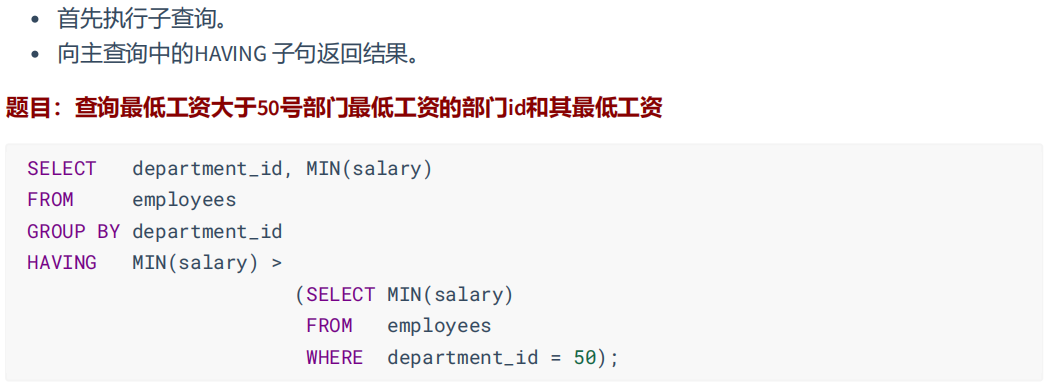 首先执行子查询。
向主查询中的HAVING 子句返回结果。
题目：查询最低工资大于50号部门最低工资的部门id和其最低工资
SELECT   department_id, MIN(salary)
FROM     employees
GROUP BY department_id
HAVING   MIN(salary) >
                       (SELECT MIN(salary)
                        FROM   employees
                        WHERE  department_id = 50);